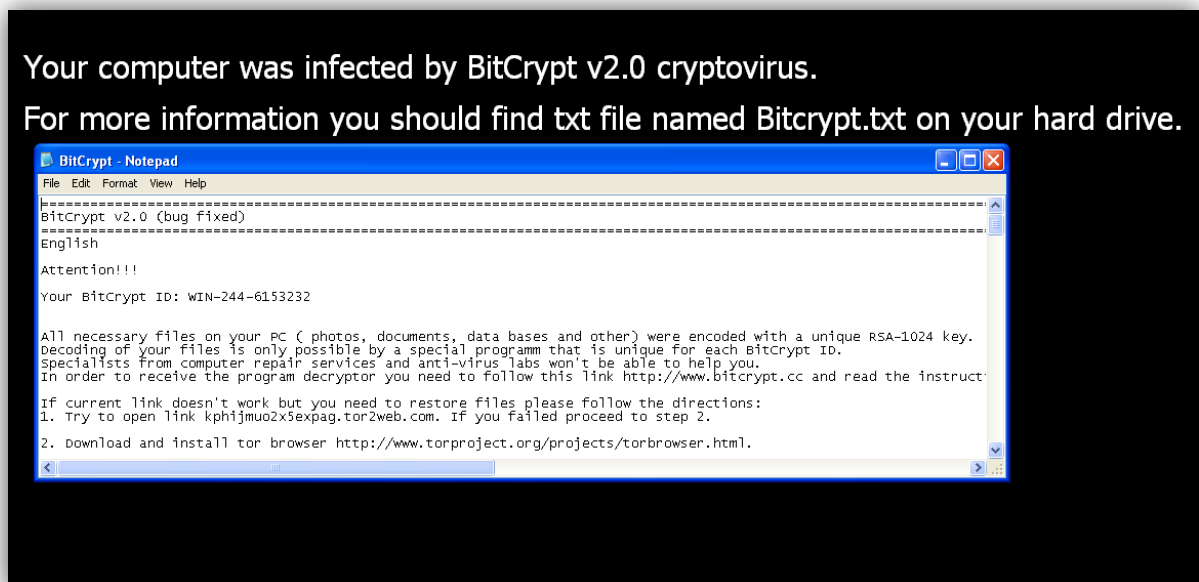 Your computer was infected by BitCrypt v2.0 cryptovirus.
For more information you should find txt file named Bitcrypt.txt on your hard drive.
BitCrypt - Notepad
File Edit Format View Help
==========================================================================================
BitCrypt v2.0 (bug fixed)
==========================================================================================
English
Attention!!!
Your BitCrypt ID: WIN-244-6153232
All necessary files on your PC ( photos, documents, data bases and other) were encoded with a unique RSA-1024 key.
Decoding of your files is only possible by a special programm that is unique for each BitCrypt ID.
Specialists from computer repair services and anti-virus labs won't be able to help you.
In order to receive the program decryptor you need to follow this link http://www.bitcrypt.cc and read the instruct
If current link doesn't work but you need to restore files please follow the directions:
1. Try to open link kphijmuo2x5expag.tor2web.com. If you failed proceed to step 2.
2. Download and install tor browser http://www.torproject.org/projects/torbrowser.html.